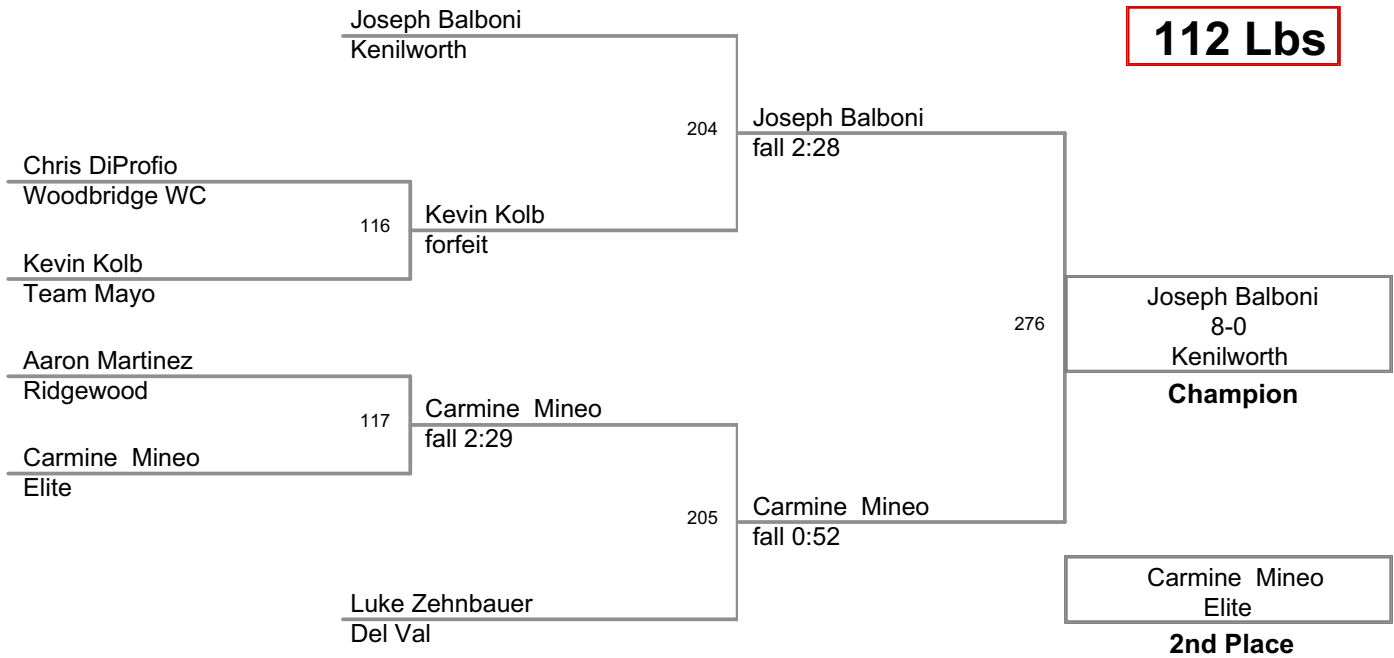 112 Lbs
Joseph Balboni
Kenilworth
204
Joseph Balboni
fall 2:28
Chris DiProfio
Woodbridge WC
116
Kevin Kolb
forfeit
Kevin Kolb
Team Mayo
276
Joseph Balboni
8-0
Kenilworth
Champion
Aaron Martinez
Ridgewood
117
Carmine  Mineo
fall 2:29
Carmine  Mineo
Elite
205
Carmine  Mineo
fall 0:52
Luke Zehnbauer
Del Val
Carmine  Mineo
Elite
2nd Place